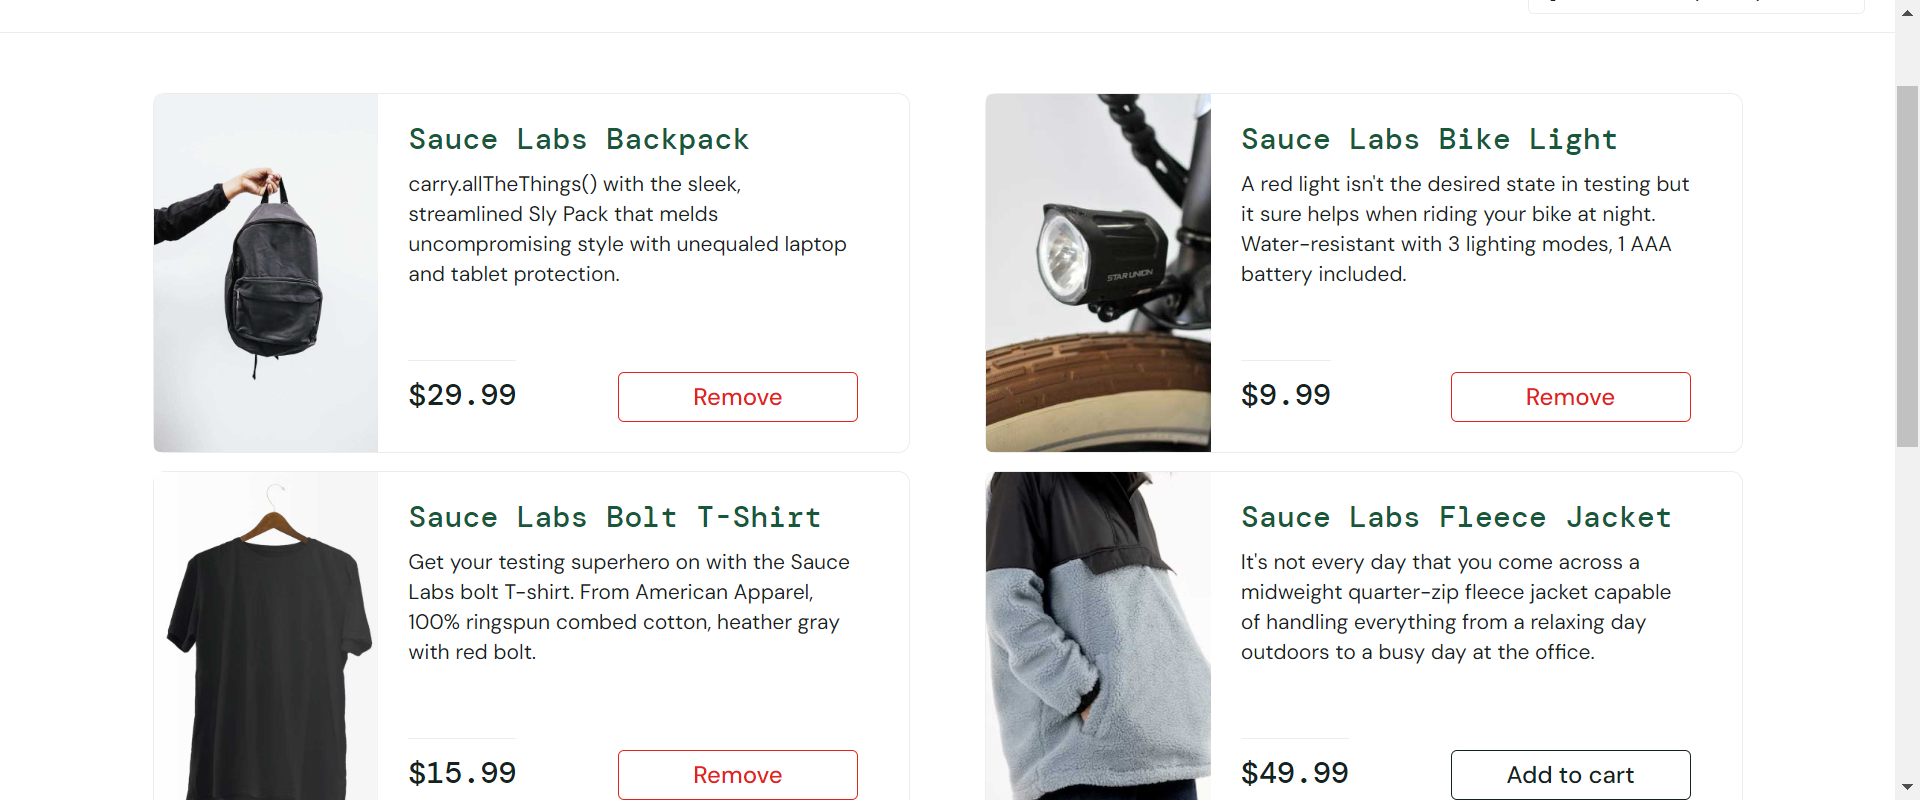 Sauce Labs Backpack
carry.allTheThings() with the sleek,
streamlined Sly Pack that melds
uncompromising style with unequaled laptop
and tablet protection.
$29.99
Remove
STAR UNION
Sauce Labs Bike Light
A red light isn't the desired state in testing but
it sure helps when riding your bike at night.
Water-resistant with 3 lighting modes, 1 AAA
battery included.
$9.99
Remove
Sauce Labs Bolt T-Shirt
Get your testing superhero on with the Sauce
Labs bolt T-shirt. From American Apparel,
100% ringspun combed cotton, heather gray
with red bolt.
$15.99
Remove
Sauce Labs Fleece Jacket
It's not every day that you come across a
midweight quarter-zip fleece jacket capable
of handling everything from a relaxing day
outdoors to a busy day at the office.
$49.99
Add to cart